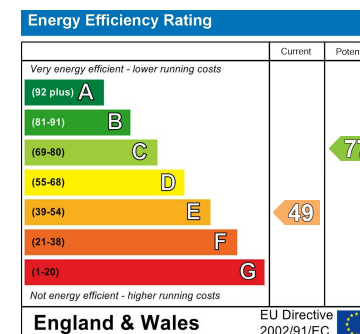 Energy Efficiency Rating
Current Poten
Very energy efficient - lower running costs
(92 plus) A
(81-91) B
(69-80) C
77
(55-68) D
(39-54) E 49
(21-38) F
(1-20) G
Not energy efficient - higher running costs
England & Wales
EU Directive
2002/91/EC